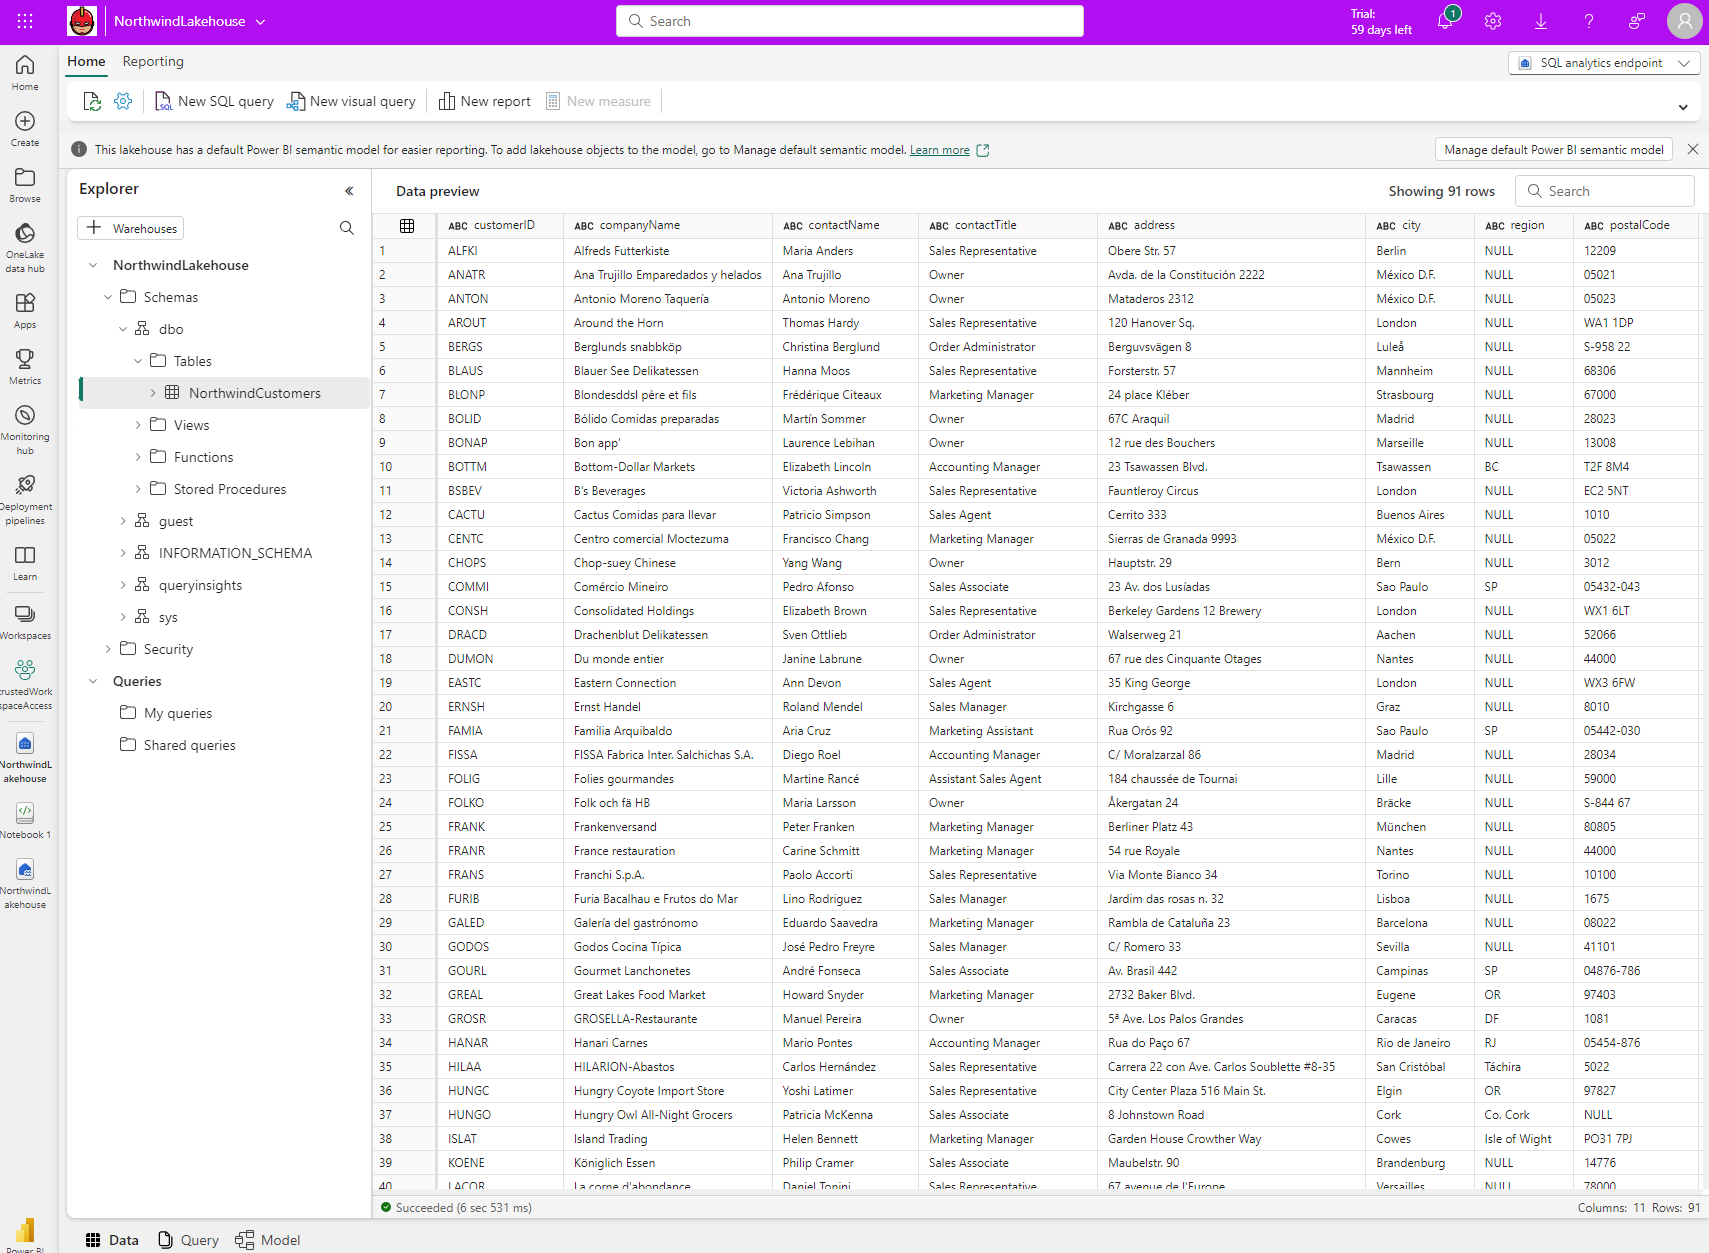 NorthwindLakehouse
Search
Trial:
59 days left
1
Home
Reporting
SQL analytics endpoint
New SQL query
New visual query
New report
New measure
This lakehouse has a default Power BI semantic model for easier reporting. To add lakehouse objects to the model, go to Manage default semantic model. Learn more
Manage default Power BI semantic model
Home
Create
Browse
OneLake
data hub
Apps
Metrics
Monitoring
hub
Deployment
pipelines
Learn
Workspaces
rustedWork
spaceAccess
NorthwindL
akehouse
Notebook 1
NorthwindL
akehouse
Power BI
Explorer
Warehouses
NorthwindLakehouse
Schemas
dbo
Tables
NorthwindCustomers
Views
Functions
Stored Procedures
guest
INFORMATION_SCHEMA
queryinsights
sys
Security
Queries
My queries
Shared queries
Data preview
Showing 91 rows
Search
ABC customerID ABC companyName ABC contactName ABC contactTitle ABC address ABC city ABC region ABC postalCode
1 ALFKI Alfreds Futterkiste Maria Anders Sales Representative Obere Str. 57 Berlin NULL 12209
2 ANATR Ana Trujillo Emparedados y helados Ana Trujillo Owner Avda. de la Constitución 2222 México D.F. NULL 05021
3 ANTON Antonio Moreno Taquería Antonio Moreno Owner Mataderos 2312 México D.F. NULL 05023
4 AROUT Around the Horn Thomas Hardy Sales Representative 120 Hanover Sq. London NULL WA1 1DP
5 BERGS Berglunds snabbköp Christina Berglund Order Administrator Berguvsvägen 8 Luleå NULL S-958 22
6 BLAUS Blauer See Delikatessen Hanna Moos Sales Representative Forsterstr. 57 Mannheim NULL 68306
7 BLONP Blondesddsl père et fils Frédérique Citeaux Marketing Manager 24 place Kléber Strasbourg NULL 67000
8 BOLID Bólido Comidas preparadas Martín Sommer Owner 67C Araquil Madrid NULL 28023
9 BONAP Bon app' Laurence Lebihan Owner 12 rue des Bouchers Marseille NULL 13008
10 BOTTM Bottom-Dollar Markets Elizabeth Lincoln Accounting Manager 23 Tsawassen Blvd. Tsawassen BC T2F 8M4
11 BSBEV B's Beverages Victoria Ashworth Sales Representative Fauntleroy Circus London NULL EC2 5NT
12 CACTU Cactus Comidas para llevar Patricio Simpson Sales Agent Cerrito 333 Buenos Aires NULL 1010
13 CENTC Centro comercial Moctezuma Francisco Chang Marketing Manager Sierras de Granada 9993 México D.F. NULL 05022
14 CHOPS Chop-suey Chinese Yang Wang Owner Hauptstr. 29 Bern NULL 3012
15 COMMI Comércio Mineiro Pedro Afonso Sales Associate 23 Av. dos Lusíadas Sao Paulo SP 05432-043
16 CONSH Consolidated Holdings Elizabeth Brown Sales Representative Berkeley Gardens 12 Brewery London NULL WX1 6LT
17 DRACD Drachenblut Delikatessen Sven Ottlieb Order Administrator Walserweg 21 Aachen NULL 52066
18 DUMON Du monde entier Janine Labrune Owner 67 rue des Cinquante Otages Nantes NULL 44000
19 EASTC Eastern Connection Ann Devon Sales Agent 35 King George London NULL WX3 6FW
20 ERNSH Ernst Handel Roland Mendel Sales Manager Kirchgasse 6 Graz NULL 8010
21 FAMIA Familia Arquibaldo Aria Cruz Marketing Assistant Rua Orós 92 Sao Paulo SP 05442-030
22 FISSA FISSA Fabrica Inter. Salchichas S.A. Diego Roel Accounting Manager C/ Moralzarzal 86 Madrid NULL 28034
23 FOLIG Folies gourmandes Martine Rancé Assistant Sales Agent 184 chaussée de Tournai Lille NULL 59000
24 FOLKO Folk och fä HB Maria Larsson Owner Åkergatan 24 Bräcke NULL S-844 67
25 FRANK Frankenversand Peter Franken Marketing Manager Berliner Platz 43 München NULL 80805
26 FRANR France restauration Carine Schmitt Marketing Manager 54 rue Royale Nantes NULL 44000
27 FRANS Franchi S.p.A. Paolo Accorti Sales Representative Via Monte Bianco 34 Torino NULL 10100
28 FURIB Furia Bacalhau e Frutos do Mar Lino Rodriguez Sales Manager Jardim das rosas n. 32 Lisboa NULL 1675
29 GALED Galería del gastrónomo Eduardo Saavedra Marketing Manager Rambla de Cataluña 23 Barcelona NULL 08022
30 GODOS Godos Cocina Típica José Pedro Freyre Sales Manager C/ Romero 33 Sevilla NULL 41101
31 GOURL Gourmet Lanchonetes André Fonseca Sales Associate Av. Brasil 442 Campinas SP 04876-786
32 GREAL Great Lakes Food Market Howard Snyder Marketing Manager 2732 Baker Blvd. Eugene OR 97403
33 GROSR GROSELLA-Restaurante Manuel Pereira Owner 5ª Ave. Los Palos Grandes Caracas DF 1081
34 HANAR Hanari Carnes Mario Pontes Accounting Manager Rua do Paço 67 Rio de Janeiro RJ 05454-876
35 HILAA HILARION-Abastos Carlos Hernández Sales Representative Carrera 22 con Ave. Carlos Soublette #8-35 San Cristóbal Táchira 5022
36 HUNGC Hungry Coyote Import Store Yoshi Latimer Sales Representative City Center Plaza 516 Main St. Elgin OR 97827
37 HUNGO Hungry Owl All-Night Grocers Patricia McKenna Sales Associate 8 Johnstown Road Cork Co. Cork NULL
38 ISLAT Island Trading Helen Bennett Marketing Manager Garden House Crowther Way Cowes Isle of Wight PO31 7PJ
39 KOENE Königlich Essen Philip Cramer Sales Associate Maubelstr. 90 Brandenburg NULL 14776
40 LACOR La corne d'abondance Daniel Tonini Sales Representative 67 avenue de l'Europe Versailles NULL 78000
Succeeded (6 sec 531 ms)
Columns: 11 Rows: 91
Data
Query
Model